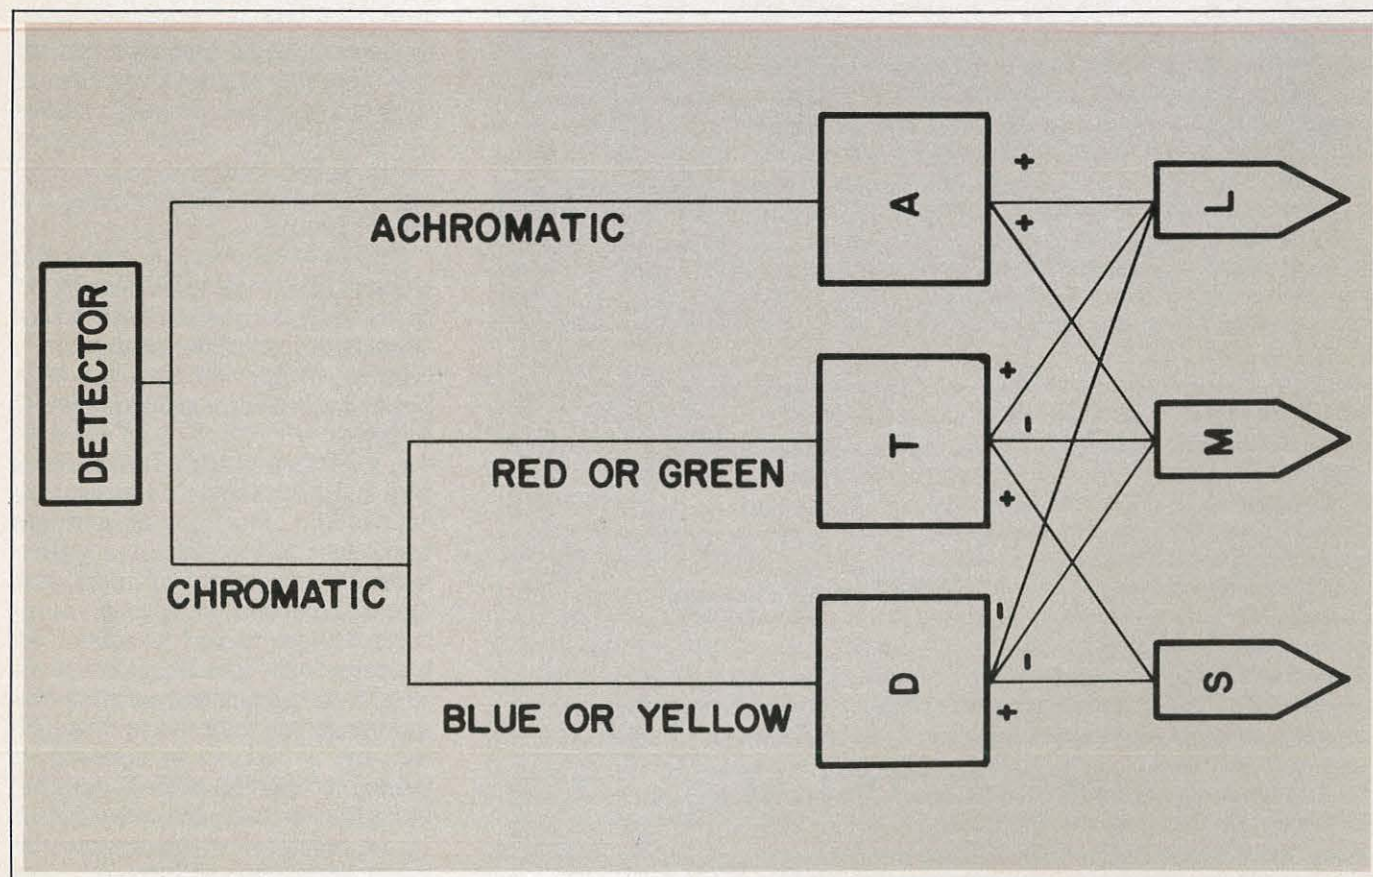 DETECTOR
ACHROMATIC
CHROMATIC
RED OR GREEN
BLUE OR YELLOW
A
+
+
T
+
-
+
D
-
-
+
L
M
S